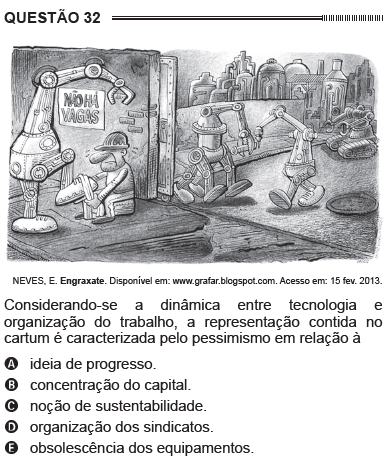 QUESTÃO 32
NÃO HÁ
VAGAS
NEVES, E. Engraxate. Disponível em: www.grafar.blogspot.com. Acesso em: 15 fev. 2013.
Considerando-se a dinâmica entre tecnologia e
organização do trabalho, a representação contida no
cartum é caracterizada pelo pessimismo em relação à
A ideia de progresso.
B concentração do capital.
C noção de sustentabilidade.
D organização dos sindicatos.
E obsolescência dos equipamentos.